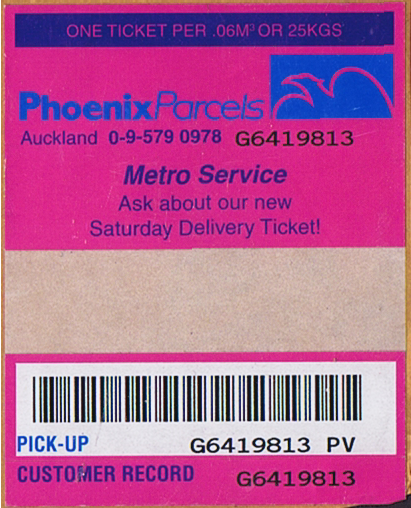 ONE TICKET PER .06M³ OR 25KGS
PhoenixParcels
Auckland 0-9-579 0978 G6419813
Metro Service
Ask about our new
Saturday Delivery Ticket!
PICK-UP G6419813 PV
CUSTOMER RECORD G6419813